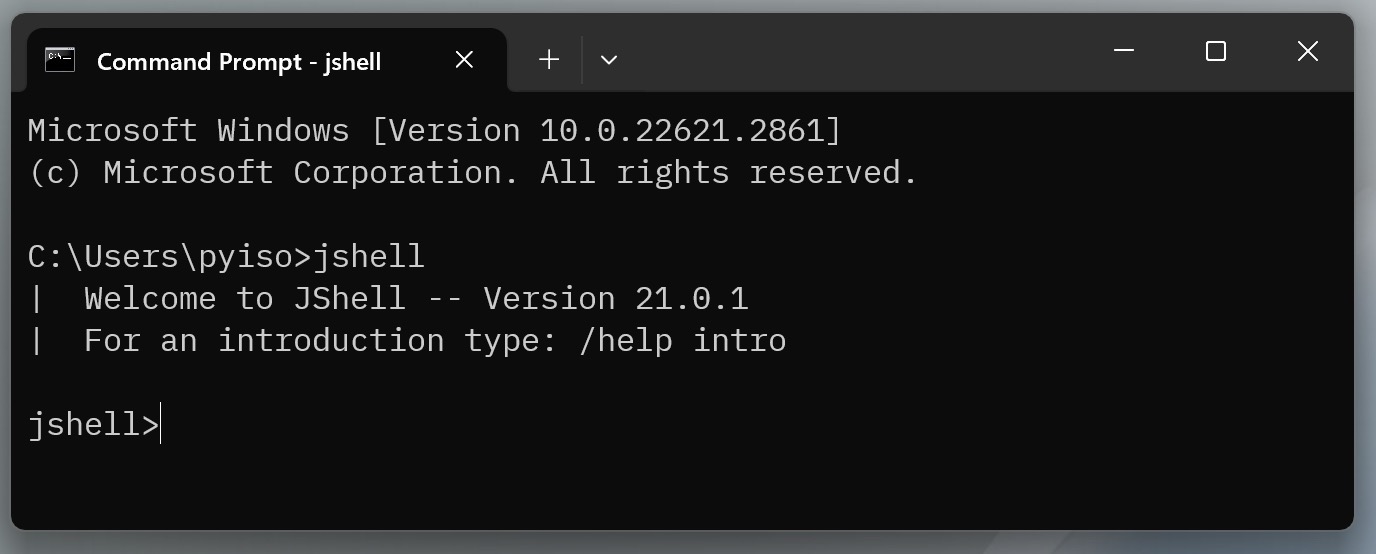 Command Prompt - jshell
Microsoft Windows [Version 10.0.22621.2861]
(c) Microsoft Corporation. All rights reserved.
C:\Users\pyiso>jshell
|  Welcome to JShell -- Version 21.0.1
|  For an introduction type: /help intro
jshell>